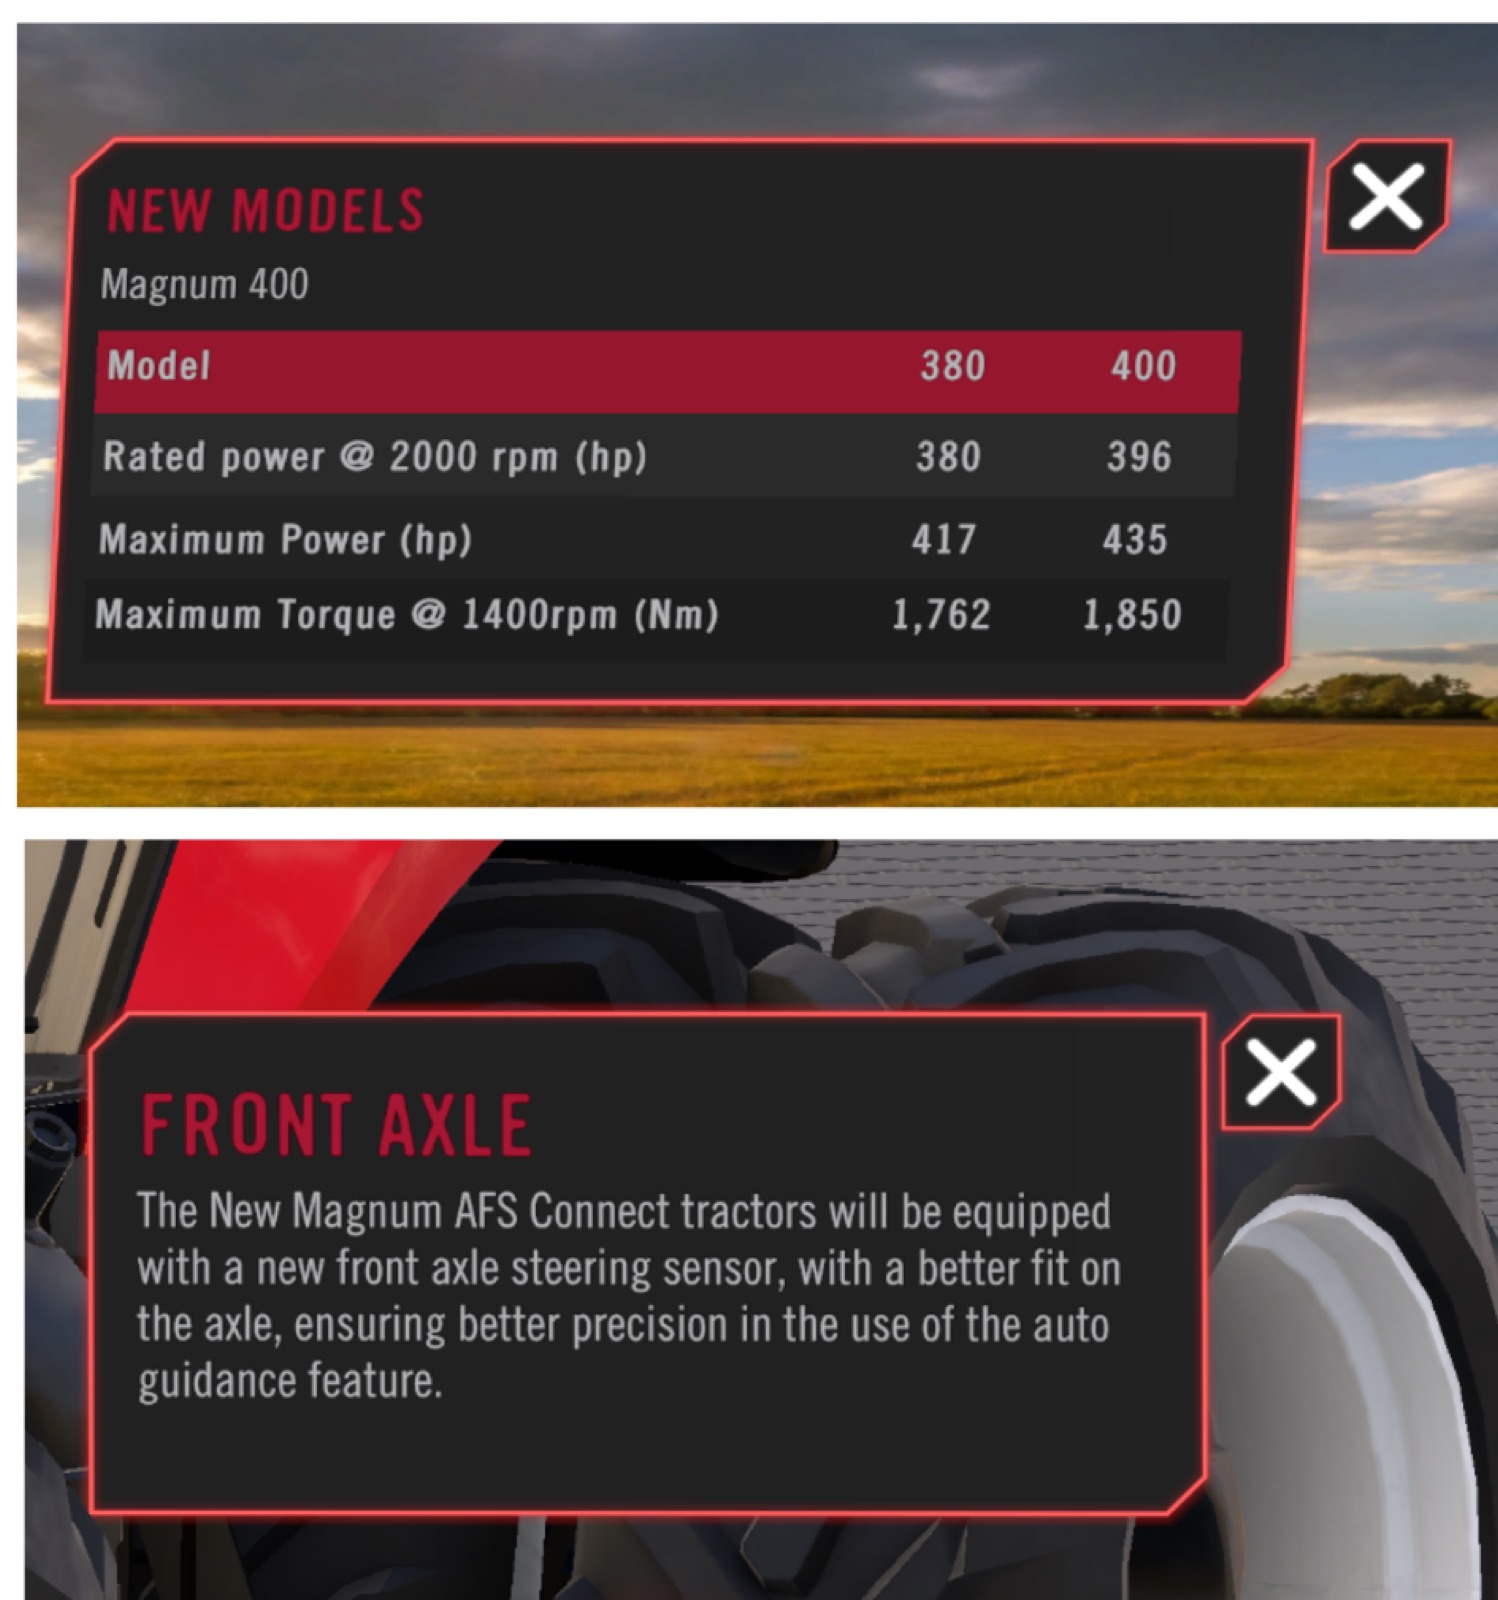 NEW MODELS
Magnum 400
Model 380 400
Rated power @ 2000 rpm (hp) 380 396
Maximum Power (hp) 417 435
Maximum Torque @ 1400rpm (Nm) 1,762 1,850
FRONT AXLE
The New Magnum AFS Connect tractors will be equipped
with a new front axle steering sensor, with a better fit on
the axle, ensuring better precision in the use of the auto
guidance feature.